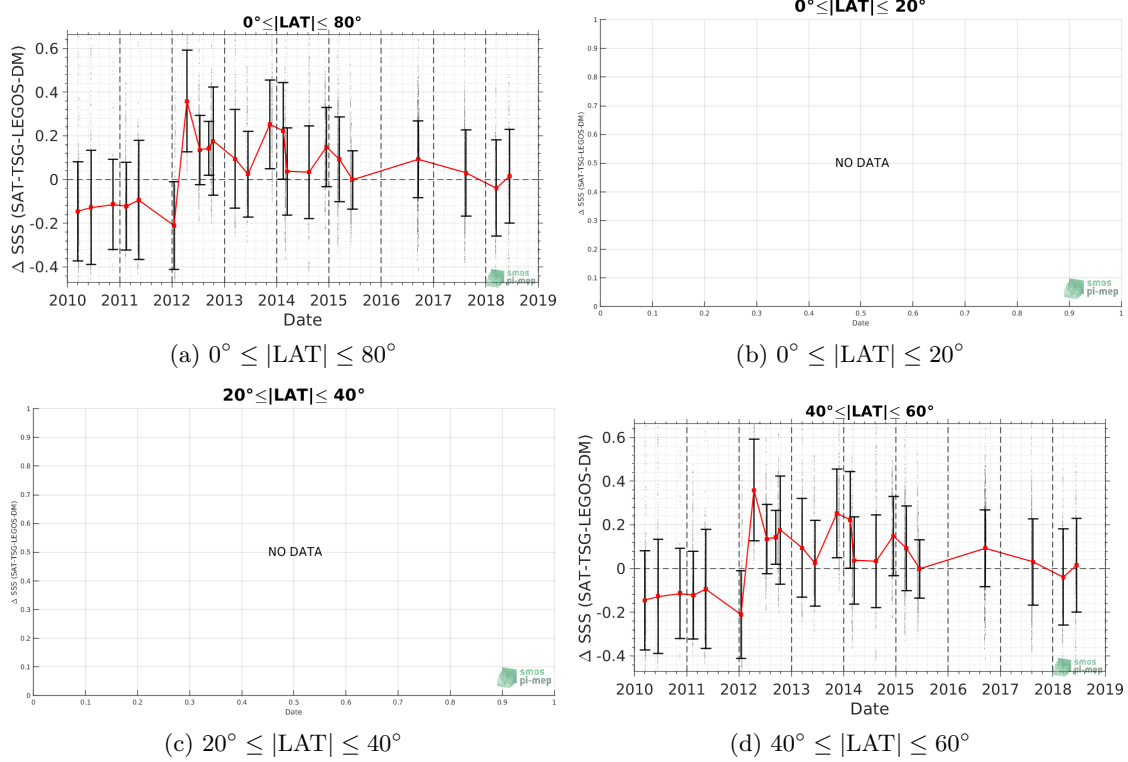 0°≤|LAT|≤ 80°
Δ SSS (SAT-TSG-LEGOS-DM)
0.6
0.4
0.2
0
-0.2
-0.4
2010 2011 2012 2013 2014 2015 2016 2017 2018 2019
Date
smos
pi-mep
(a) 0° ≤ |LAT| ≤ 80°
0°≤|LAT|≤ 20°
Δ SSS (SAT-TSG-LEGOS-DM)
1
0.9
0.8
0.7
0.6
0.5
0.4
0.3
0.2
0.1
0
NO DATA
0 0.1 0.2 0.3 0.4 0.5 0.6 0.7 0.8 0.9 1
Date
smos
pi-mep
(b) 0° ≤ |LAT| ≤ 20°
20°≤|LAT|≤ 40°
Δ SSS (SAT-TSG-LEGOS-DM)
1
0.9
0.8
0.7
0.6
0.5
0.4
0.3
0.2
0.1
0
NO DATA
0 0.1 0.2 0.3 0.4 0.5 0.6 0.7 0.8 0.9 1
Date
smos
pi-mep
(c) 20° ≤ |LAT| ≤ 40°
40°≤|LAT|≤ 60°
Δ SSS (SAT-TSG-LEGOS-DM)
0.6
0.4
0.2
0
-0.2
-0.4
2010 2011 2012 2013 2014 2015 2016 2017 2018 2019
Date
smos
pi-mep
(d) 40° ≤ |LAT| ≤ 60°